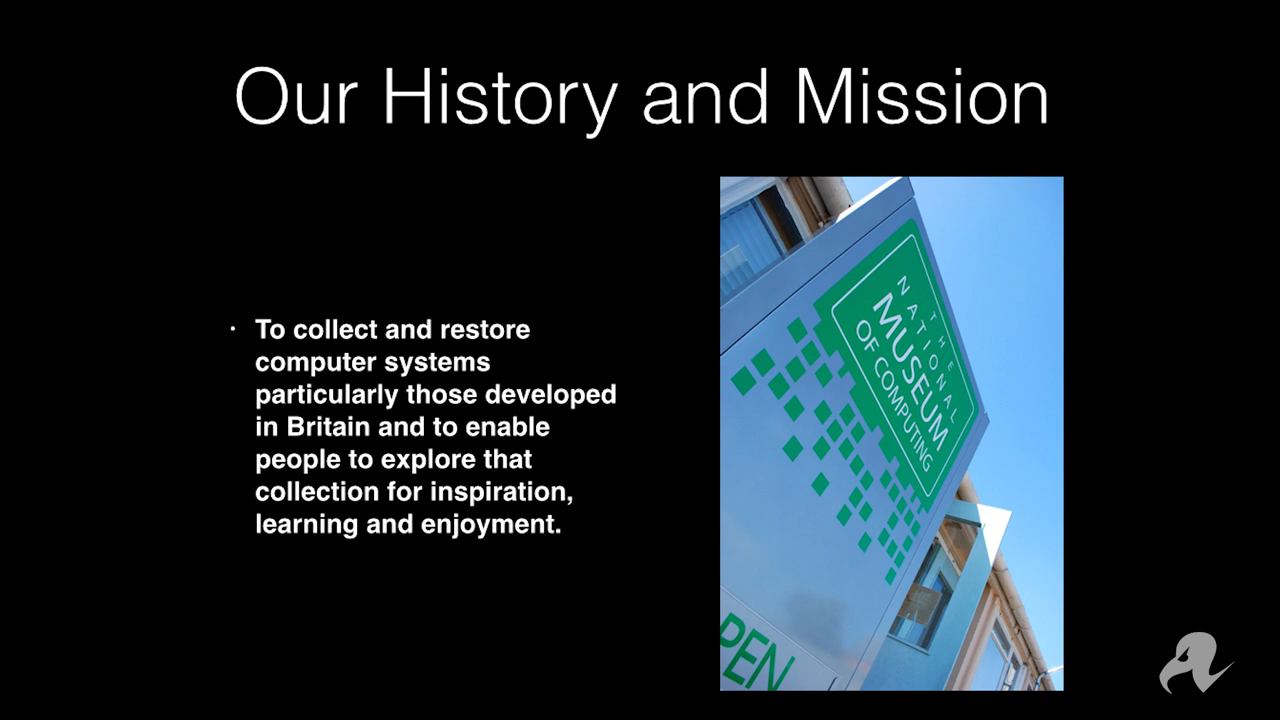 Our History and Mission
• To collect and restore
computer systems
particularly those developed
in Britain and to enable
people to explore that
collection for inspiration,
learning and enjoyment.
THE
NATIONAL
MUSEUM
OF COMPUTING
PEN